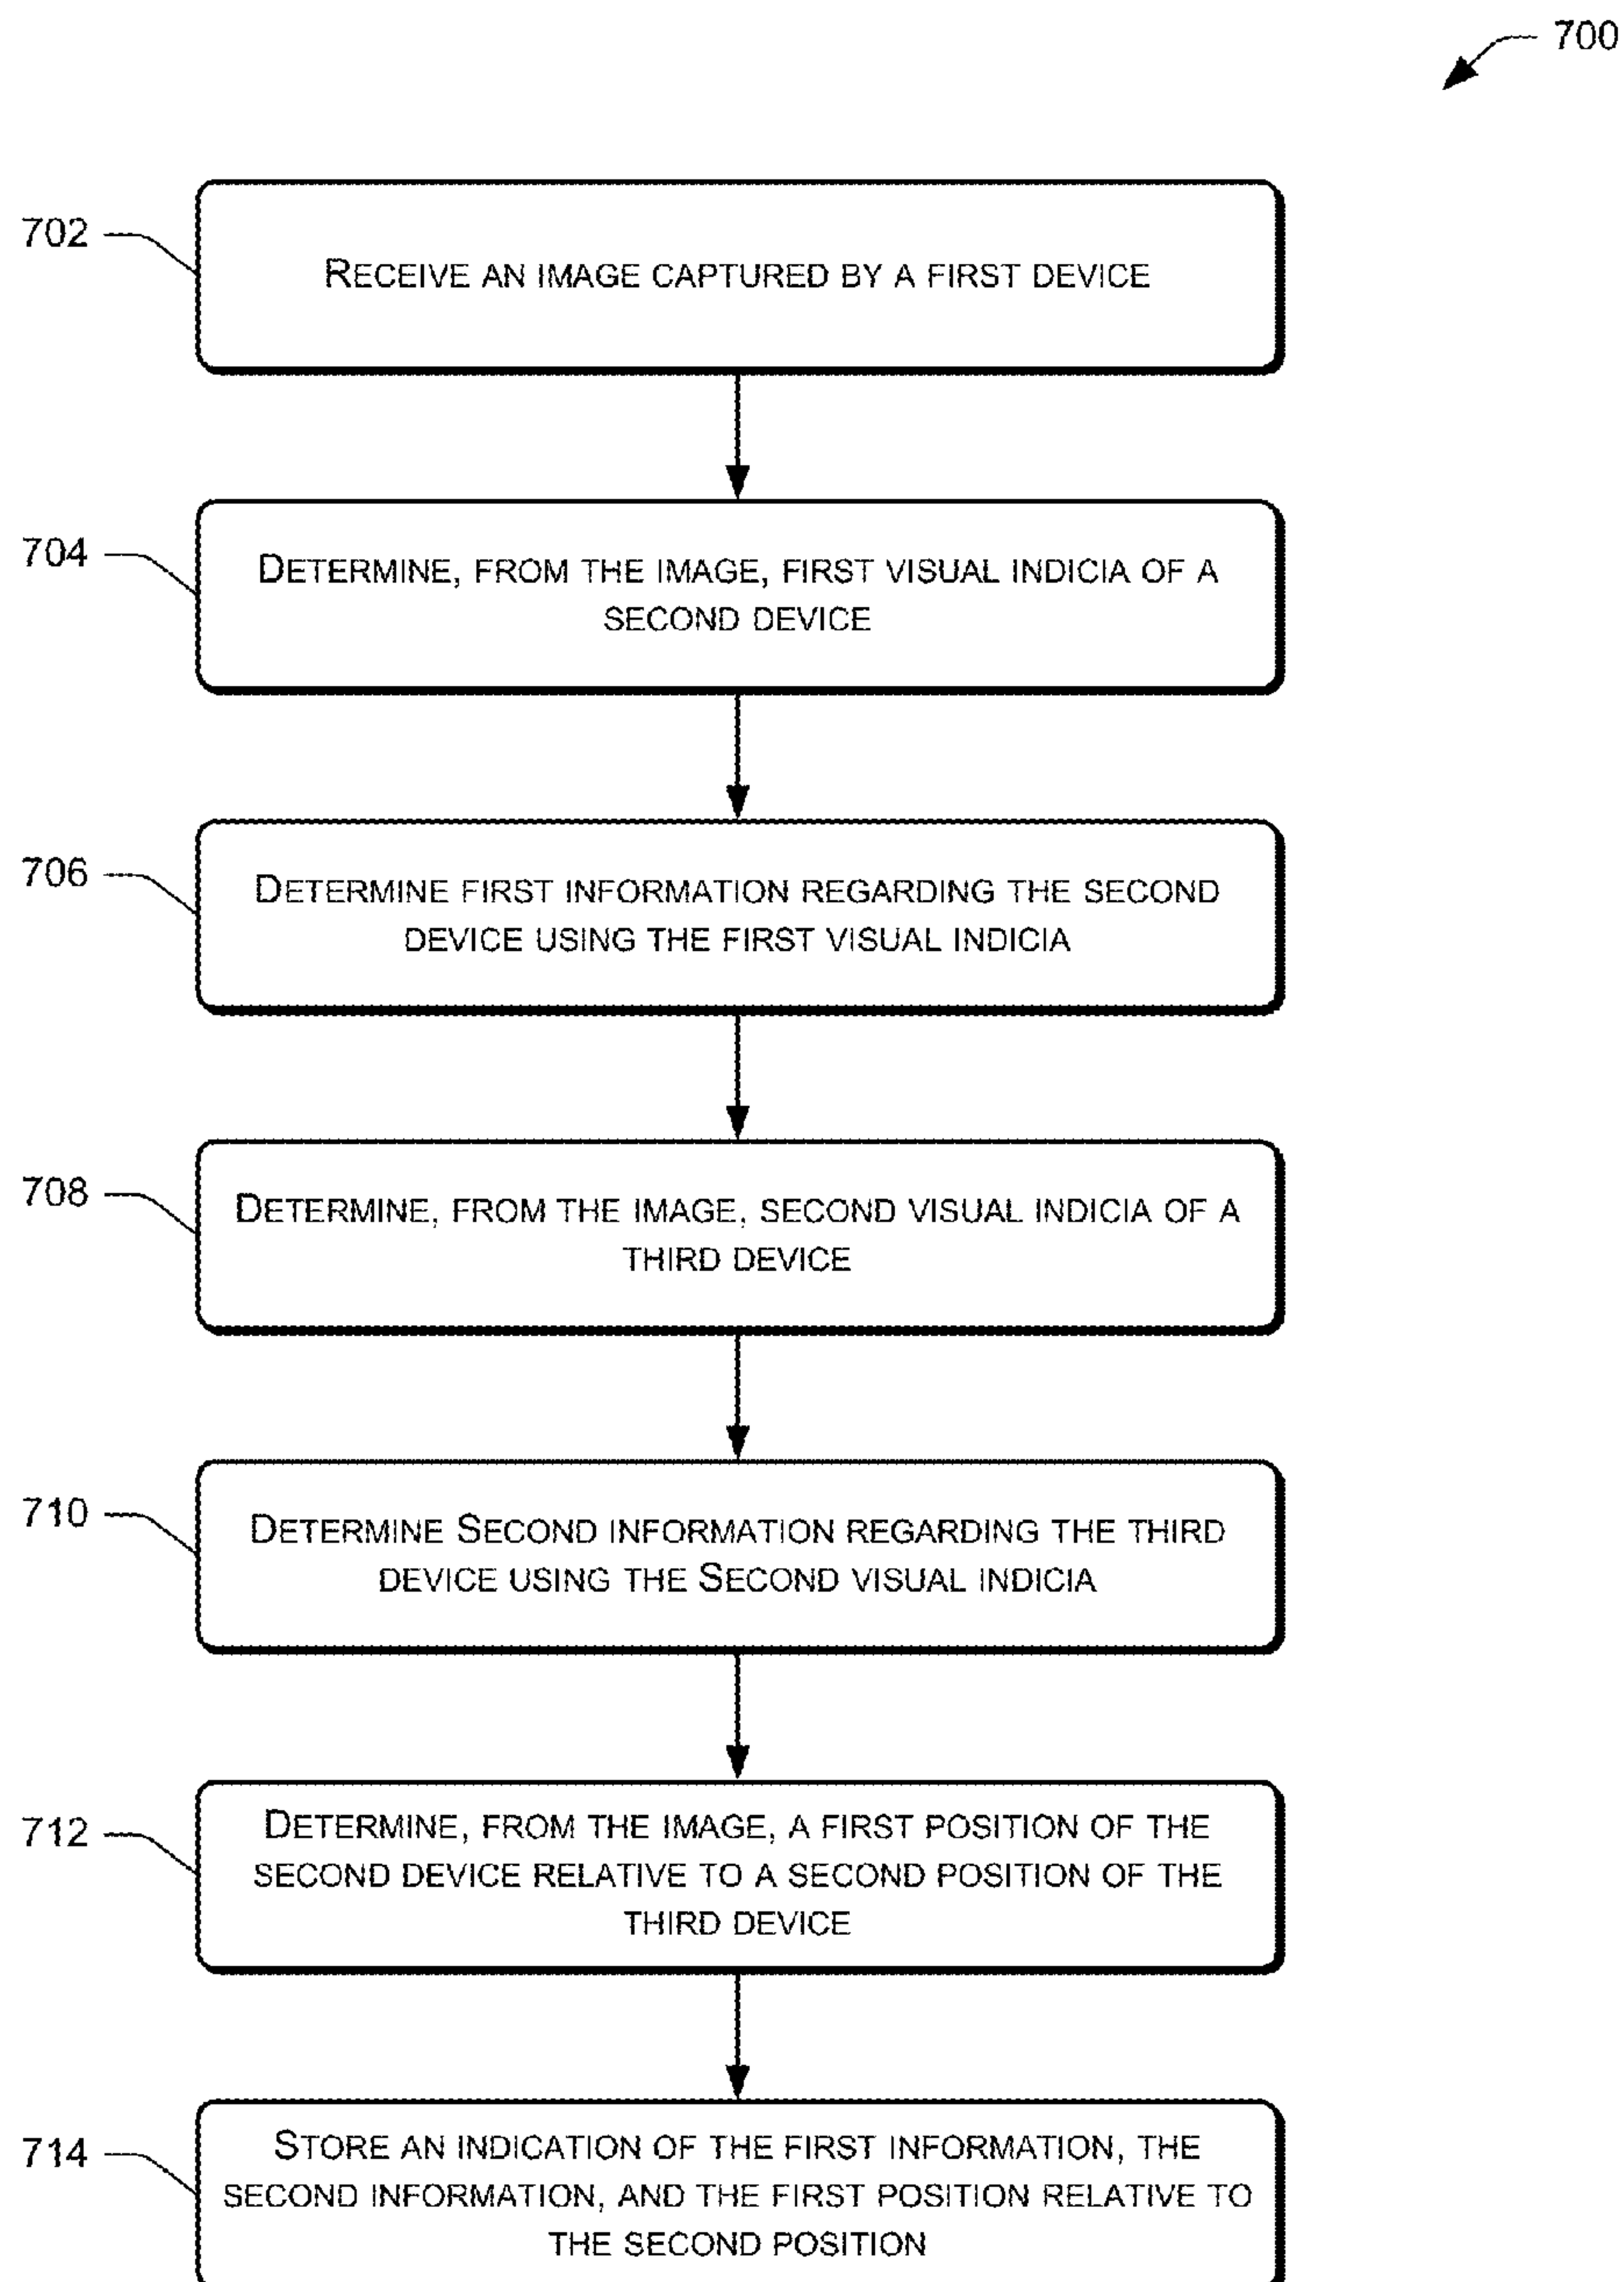 700
702
RECEIVE AN IMAGE CAPTURED BY A FIRST DEVICE
704
DETERMINE, FROM THE IMAGE, FIRST VISUAL INDICIA OF A
SECOND DEVICE
706
DETERMINE FIRST INFORMATION REGARDING THE SECOND
DEVICE USING THE FIRST VISUAL INDICIA
708
DETERMINE, FROM THE IMAGE, SECOND VISUAL INDICIA OF A
THIRD DEVICE
710
DETERMINE SECOND INFORMATION REGARDING THE THIRD
DEVICE USING THE SECOND VISUAL INDICIA
712
DETERMINE, FROM THE IMAGE, A FIRST POSITION OF THE
SECOND DEVICE RELATIVE TO A SECOND POSITION OF THE
THIRD DEVICE
714
STORE AN INDICATION OF THE FIRST INFORMATION, THE
SECOND INFORMATION, AND THE FIRST POSITION RELATIVE TO
THE SECOND POSITION